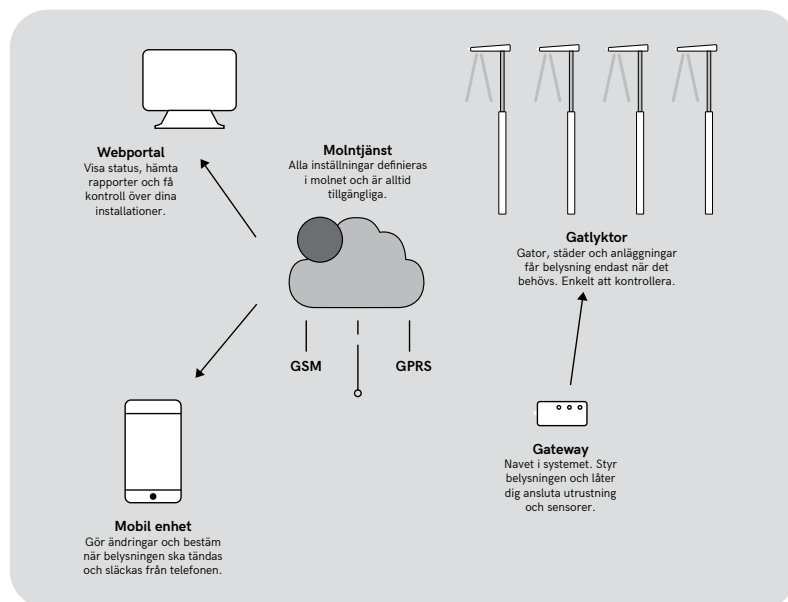 Webportal
Visa status, hämta
rapporter och få
kontroll över dina
installationer.
Molntjänst
Alla inställningar definieras
i molnet och är alltid
tillgängliga.
Gatlyktor
Gator, städer och anläggningar
får belysning endast när det
behövs. Enkelt att kontrollera.
GSM
GPRS
Gateway
Navet i systemet. Styr
belysningen och låter
dig ansluta utrustning
och sensorer.
Mobil enhet
Gör ändringar och bestäm
när belysningen ska tändas
och släckas från telefonen.